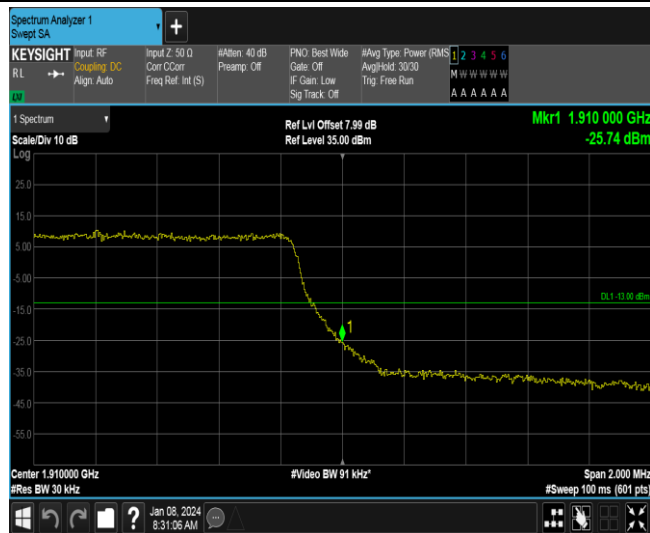 Spectrum Analyzer 1
Swept SA
+
KEYSIGHT
RL
Input: RF
Coupling: DC
Align: Auto
Input Z: 50 Ω
Corr CCorr
Freq Ref: Int (S)
#Atten: 40 dB
Preamp: Off
PNO: Best Wide
Gate: Off
IF Gain: Low
Sig Track: Off
#Avg Type: Power (RMS
Avg|Hold: 30/30
Trig: Free Run
1 2 3 4 5 6
M W W W W W
A A A A A A
1 Spectrum
Scale/Div 10 dB
Log
Ref Lvl Offset 7.99 dB
Ref Level 35.00 dBm
Mkr1 1.910 000 GHz
-25.74 dBm
25.0
15.0
5.00
-5.00
DL1 -13.00 dBm
-15.0
1
-25.0
-35.0
-45.0
-55.0
Center 1.910000 GHz
#Video BW 91 kHz*
Span 2.000 MHz
#Res BW 30 kHz
#Sweep 100 ms (601 pts)
?
Jan 08, 2024
8:31:06 AM